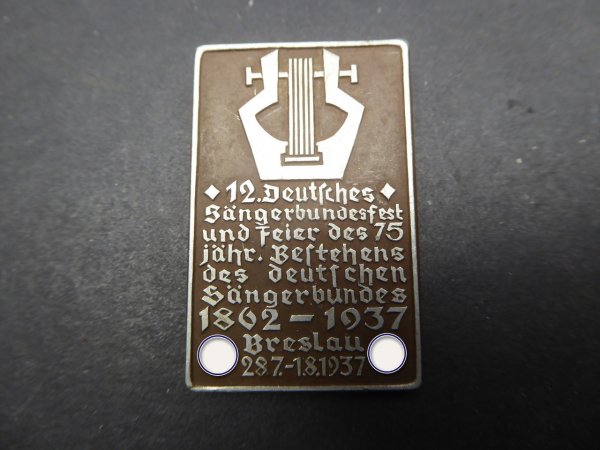 12. Deutsches
Sängerbundesfest
und Feier des 75
jähr. Bestehens
des deutschen
Sängerbundes
1862-1937
Breslau
28.7.-1.8.1937